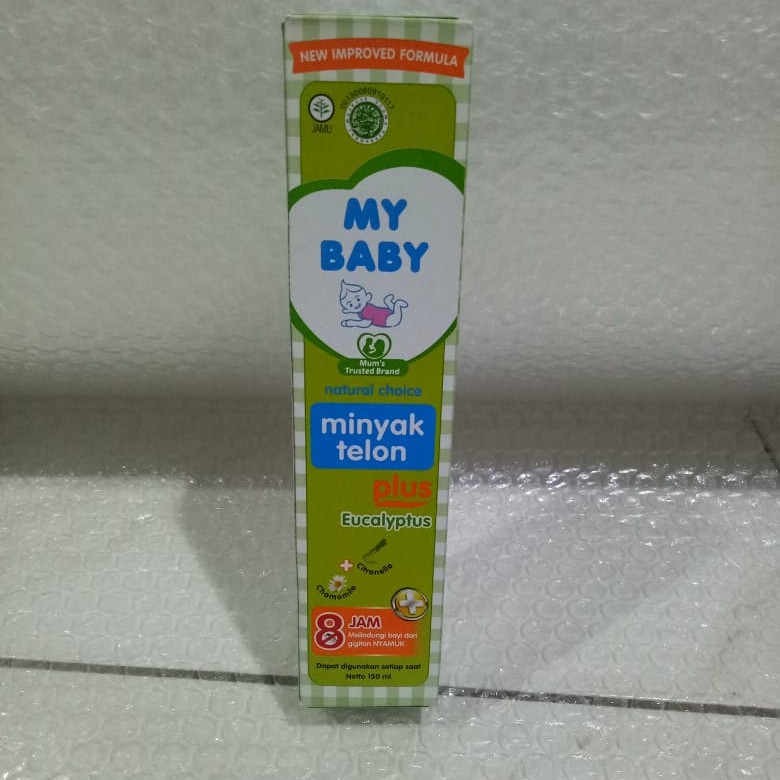 NEW IMPROVED FORMULA
JAMU
MY
BABY
Mum's
Trusted Brand
natural choice
minyak
telon
plus
Eucalyptus
+ Citronella
Chamomile
8 JAM
Melindungi bayi dari
gigitan NYAMUK
Dapat digunakan setiap saat
Netto 150 ml